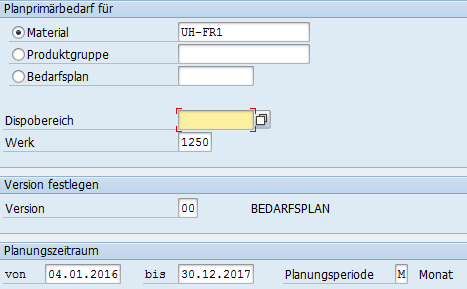 Planprimärbedarf für
Material UH-FR1
Produktgruppe
Bedarfsplan
Dispobereich
Werk 1250
Version festlegen
Version 00 BEDARFSPLAN
Planungszeitraum
von 04.01.2016 bis 30.12.2017 Planungsperiode M Monat